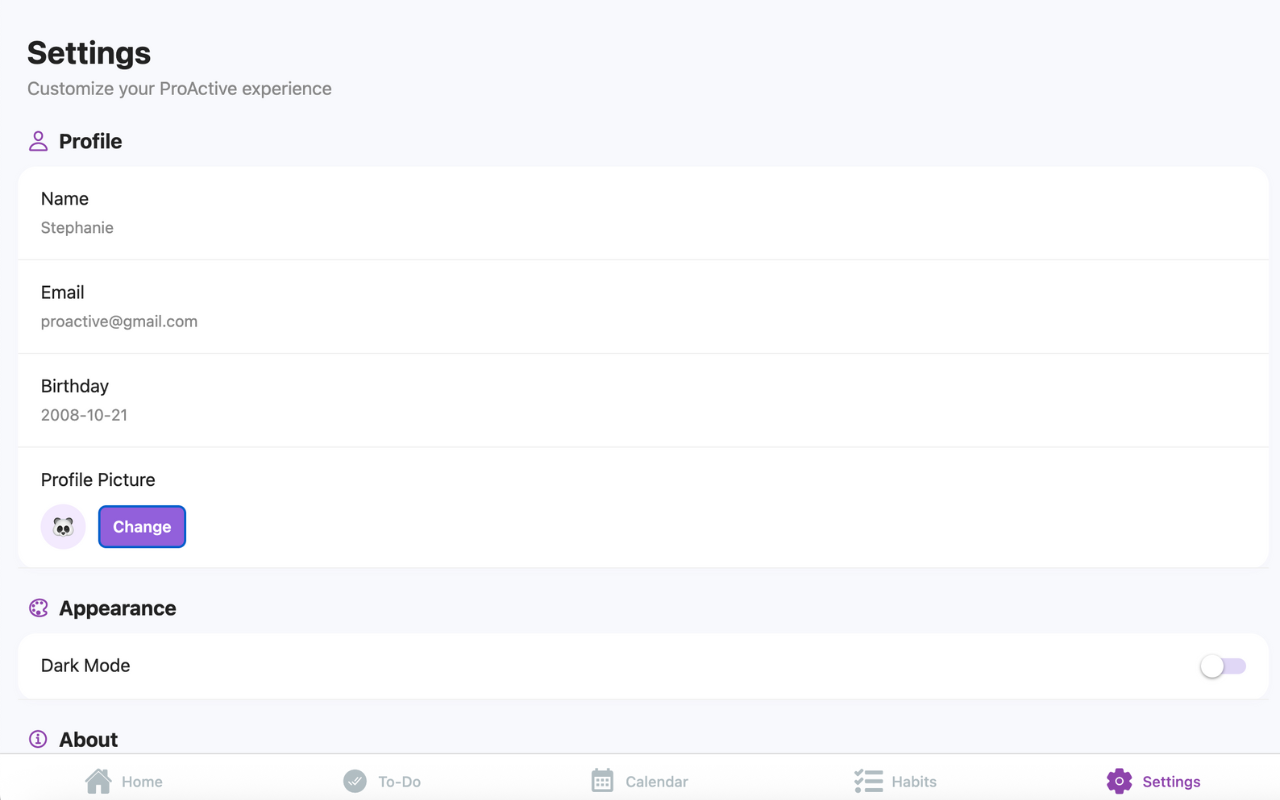 Settings
Customize your ProActive experience
Profile
Name
Stephanie
Email
proactive@gmail.com
Birthday
2008-10-21
Profile Picture
Change
Appearance
Dark Mode
About
Home
To-Do
Calendar
Habits
Settings